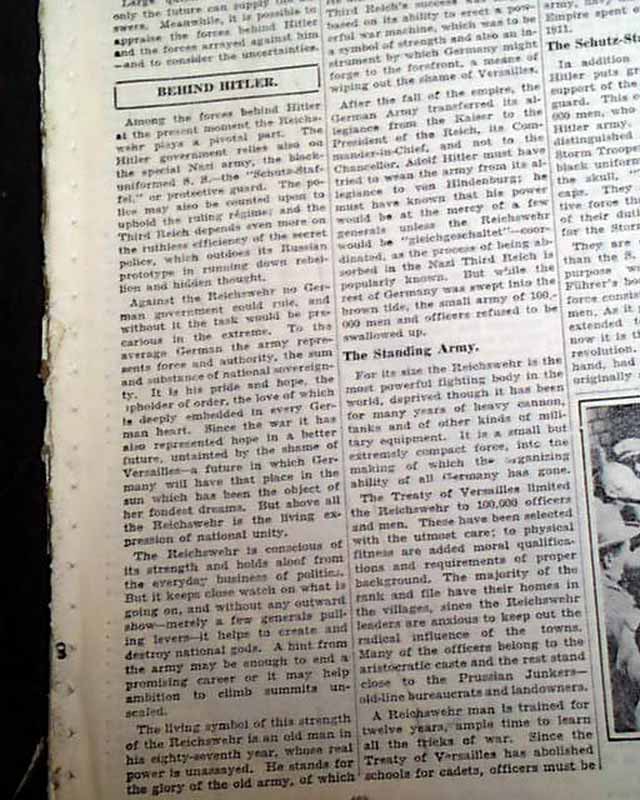 only the future can supply the
swers. Meanwhile, it is possible to
appraise the forces behind Hitler
and the forces arrayed against him
—and to consider the uncertainties.
BEHIND HITLER.
Among the forces behind Hitler
at the present moment the Reichs-
wehr plays a pivotal part. The
Hitler government relies also on
the special Nazi army, the black-
uniformed S. S.—the "Schutz-Staf-
fel," or protective guard. The po-
lice may also be counted upon to
uphold the ruling régime; and the
Third Reich depends even more on
the ruthless efficiency of the secret
police, which outdoes its Russian
prototype in running down rebel-
lion and hidden thought.
Against the Reichswehr no Ger-
man government could rule, and
without it the task would be pre-
carious in the extreme. To the
average German the army repre-
sents force and authority, the sum
and substance of national sovereign-
ty. It is his pride and hope, the
upholder of order, the love of which
is deeply embedded in every Ger-
man heart. Since the war it has
also represented hope in a better
future, untainted by the shame of
Versailles—a future in which Ger-
many will have that place in the
sun which has been the object of
her fondest dreams. But above all
the Reichswehr is the living ex-
pression of national unity.
The Reichswehr is conscious of
its strength and holds aloof from
the everyday business of politics.
But it keeps close watch on what is
going on, and without any outward
show—merely a few generals pull-
ing levers—it helps to create and
destroy national gods. A hint from
the army may be enough to end a
promising career or it may help
ambition to climb summits un-
scaled.
The living symbol of this strength
of the Reichswehr is an old man in
his eighty-seventh year, whose real
power is unassayed. He stands for
the glory of the old army, of which
8
Third Reich's success was
based on its ability to erect a pow-
erful war machine, which was to be
a symbol of strength and also an in-
strument by which Germany might
forge to the forefront, a means of
wiping out the shame of Versailles.
After the fall of the empire, the
German Army transferred its al-
legiance from the Kaiser to the
President of the Reich, its Com-
mander-in-Chief, and not to the
Chancellor. Adolf Hitler must have
tried to wean the army from its al-
legiance to von Hindenburg; he
must have known that his power
would be at the mercy of a few
generals unless the Reichswehr
would be "gleichgeschaltet"—coor-
dinated, as the process of being ab-
sorbed in the Nazi Third Reich is
popularly known. But while the
rest of Germany was swept into the
brown tide, the small army of 100,-
000 men and officers refused to be
swallowed up.
The Standing Army.
For its size the Reichswehr is the
most powerful fighting body in the
world, deprived though it has been
for many years of heavy cannon,
tanks and of other kinds of mili-
tary equipment. It is a small but
extremely compact force, into the
making of which the organizing
ability of all Germany has gone.
The Treaty of Versailles limited
the Reichswehr to 100,000 officers
and men. These have been selected
with the utmost care; to physical
fitness are added moral qualifica-
tions and requirements of proper
background. The majority of the
rank and file have their homes in
the villages, since the Reichswehr
leaders are anxious to keep out the
radical influence of the towns.
Many of the officers belong to the
aristocratic caste and the rest stand
close to the Prussian Junkers—
old-line bureaucrats and landowners.
A Reichswehr man is trained for
twelve years, ample time to learn
all the tricks of war. Since the
Treaty of Versailles has abolished
schools for cadets, officers must be
army,
Empire spent
1911.
The Schutz-St
In addition
Hitler puts
support of the
guard. This
000 men, who
Hitler army.
distinguished
Storm Troope
black uniform
the skull,
caps. They
tive force
of their du
for the Storm
They are
than the S.
purpose
Führer's bo
force consi
men. As it
extended
now it is th
revolution.
hand, had
originally